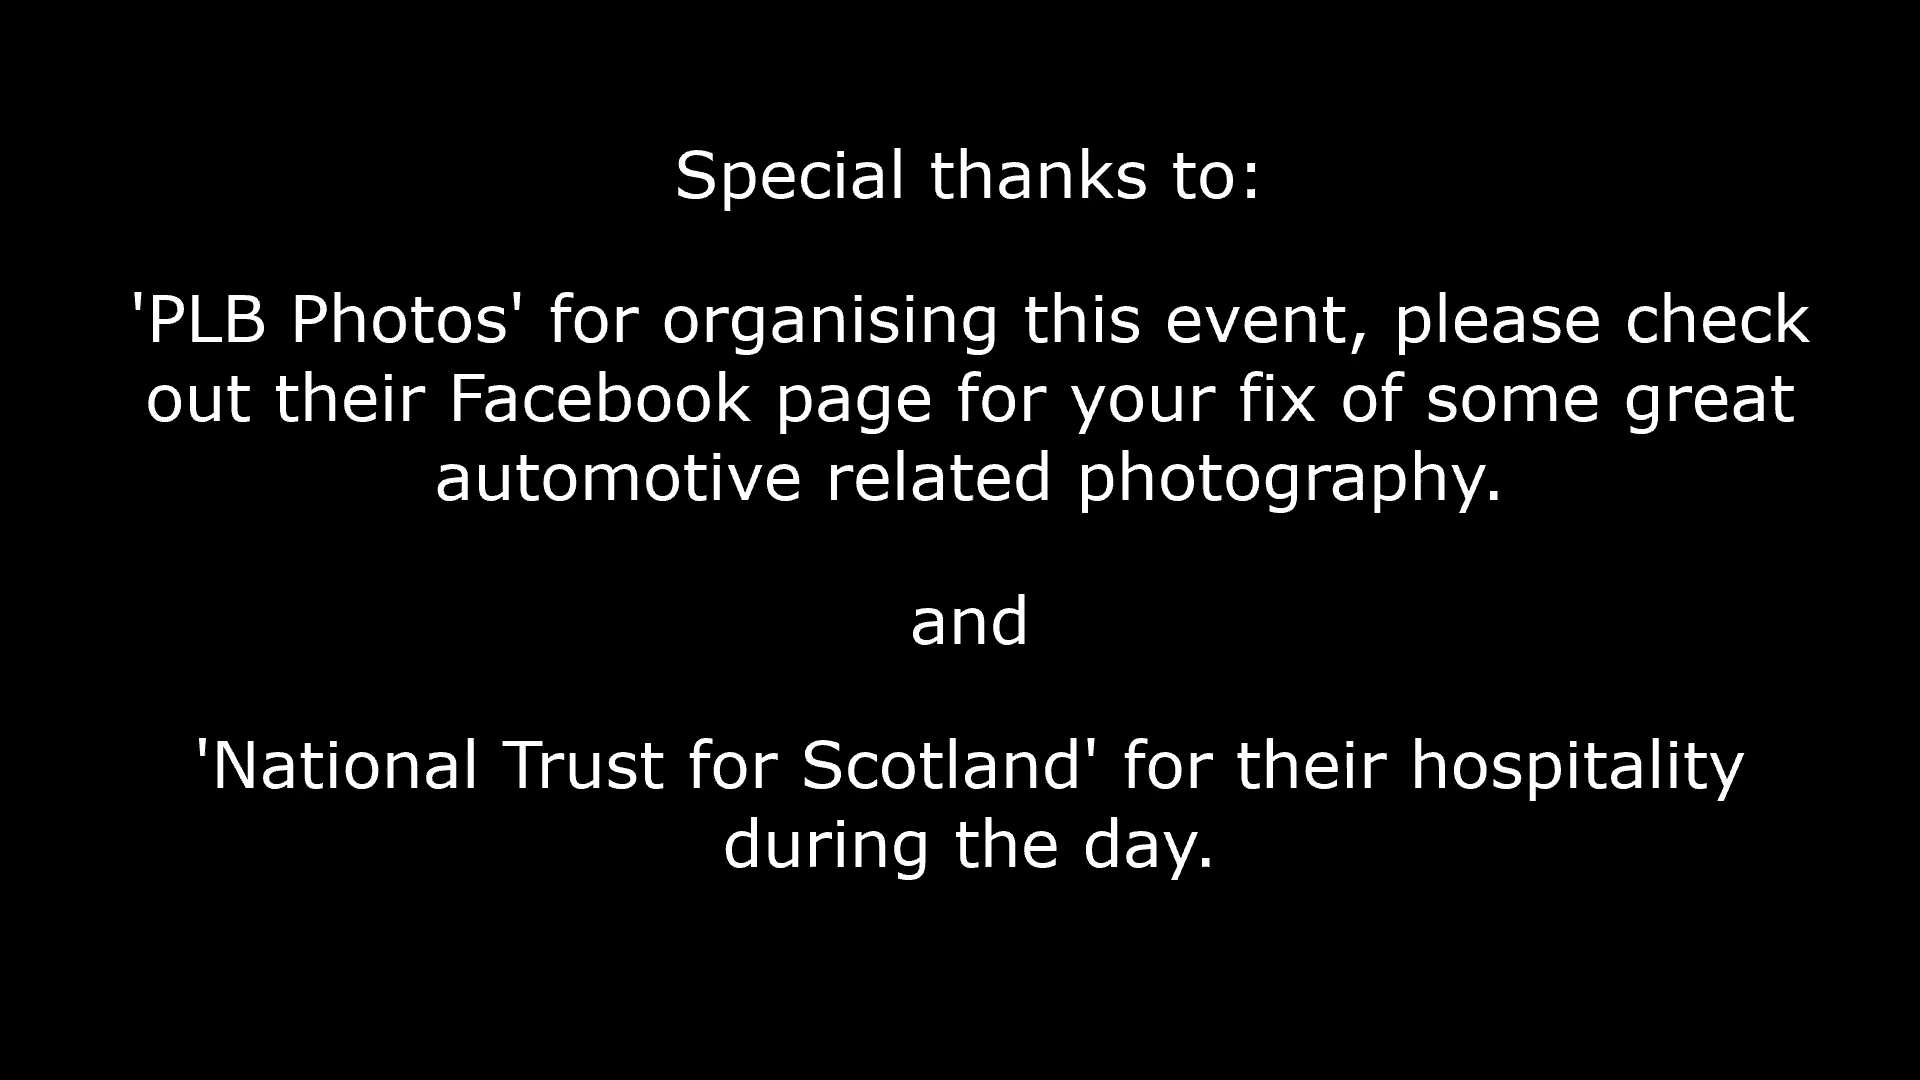 Special thanks to:
'PLB Photos' for organising this event, please check
out their Facebook page for your fix of some great
automotive related photography.
and
'National Trust for Scotland' for their hospitality
during the day.